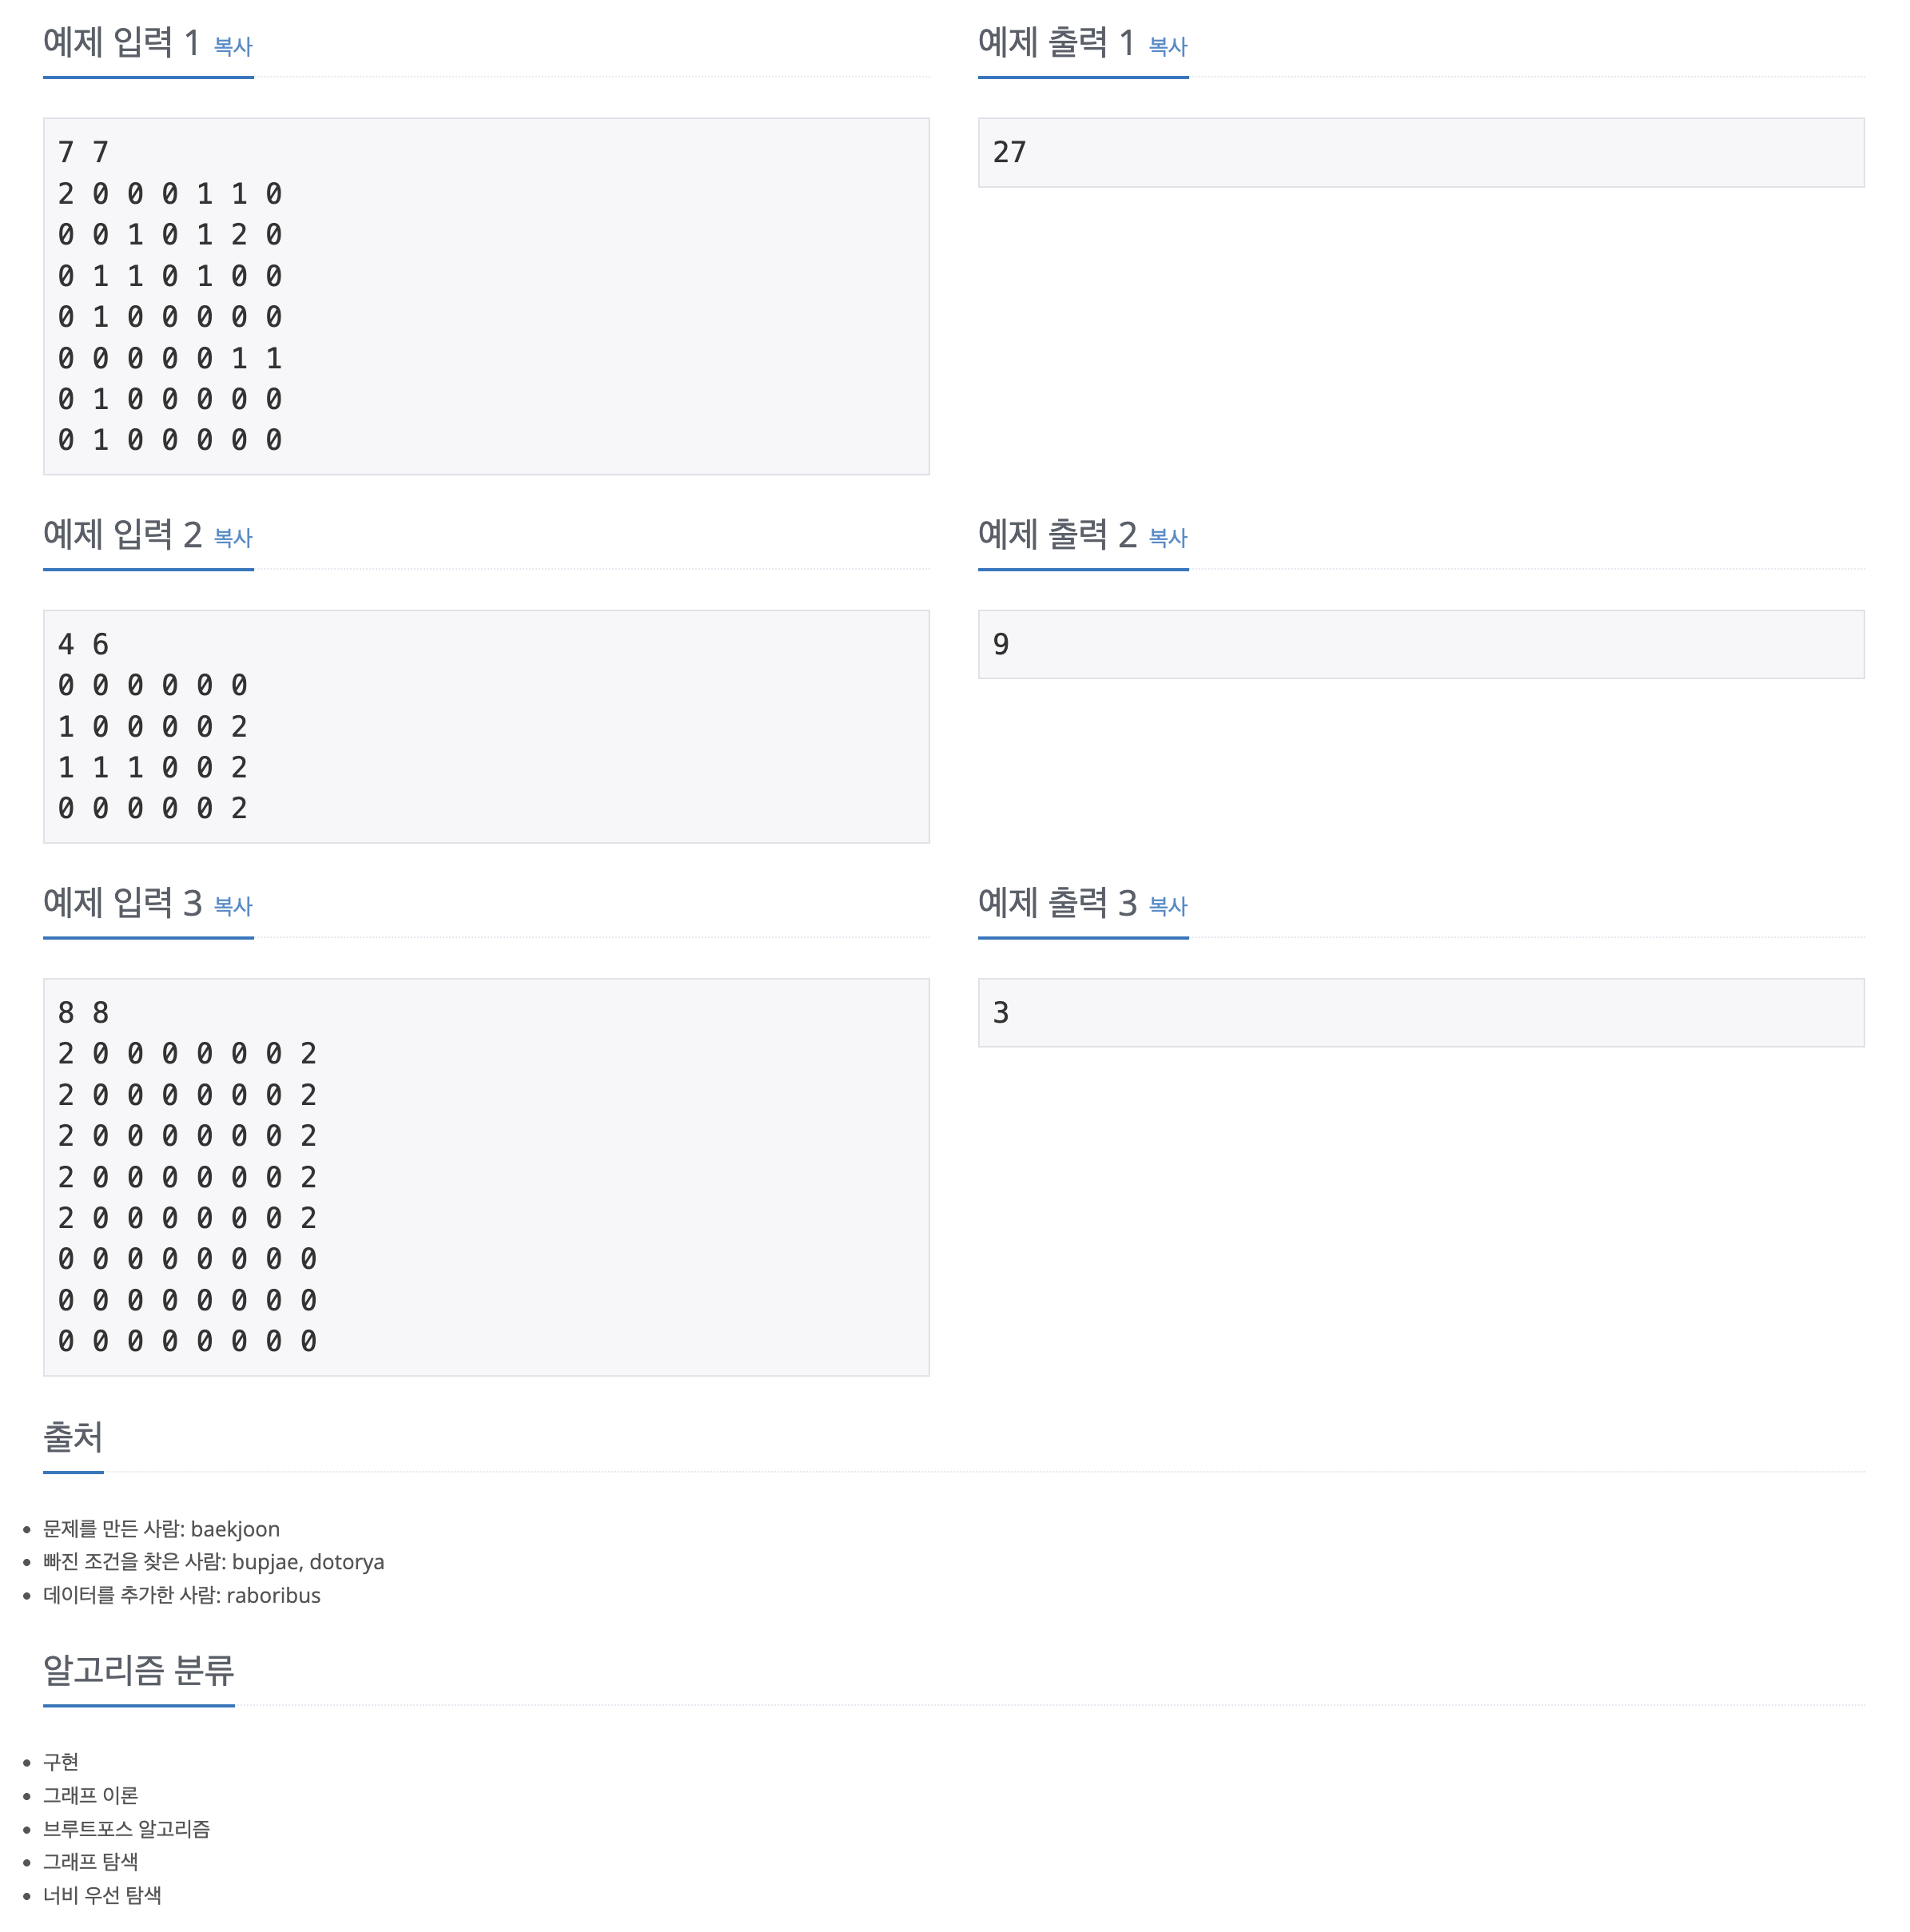 예제 입력 1 복사
예제 출력 1 복사
7 7
2 0 0 0 1 1 0
0 0 1 0 1 2 0
0 1 1 0 1 0 0
0 1 0 0 0 0 0
0 0 0 0 0 1 1
0 1 0 0 0 0 0
0 1 0 0 0 0 0
27
예제 입력 2 복사
예제 출력 2 복사
4 6
0 0 0 0 0 0
1 0 0 0 0 2
1 1 1 0 0 2
0 0 0 0 0 2
9
예제 입력 3 복사
예제 출력 3 복사
8 8
2 0 0 0 0 0 0 2
2 0 0 0 0 0 0 2
2 0 0 0 0 0 0 2
2 0 0 0 0 0 0 2
2 0 0 0 0 0 0 2
0 0 0 0 0 0 0 0
0 0 0 0 0 0 0 0
0 0 0 0 0 0 0 0
3
출처
문제를 만든 사람: baekjoon
빠진 조건을 찾은 사람: bupjae, dotorya
데이터를 추가한 사람: raboribus
알고리즘 분류
구현
그래프 이론
브루트포스 알고리즘
그래프 탐색
너비 우선 탐색